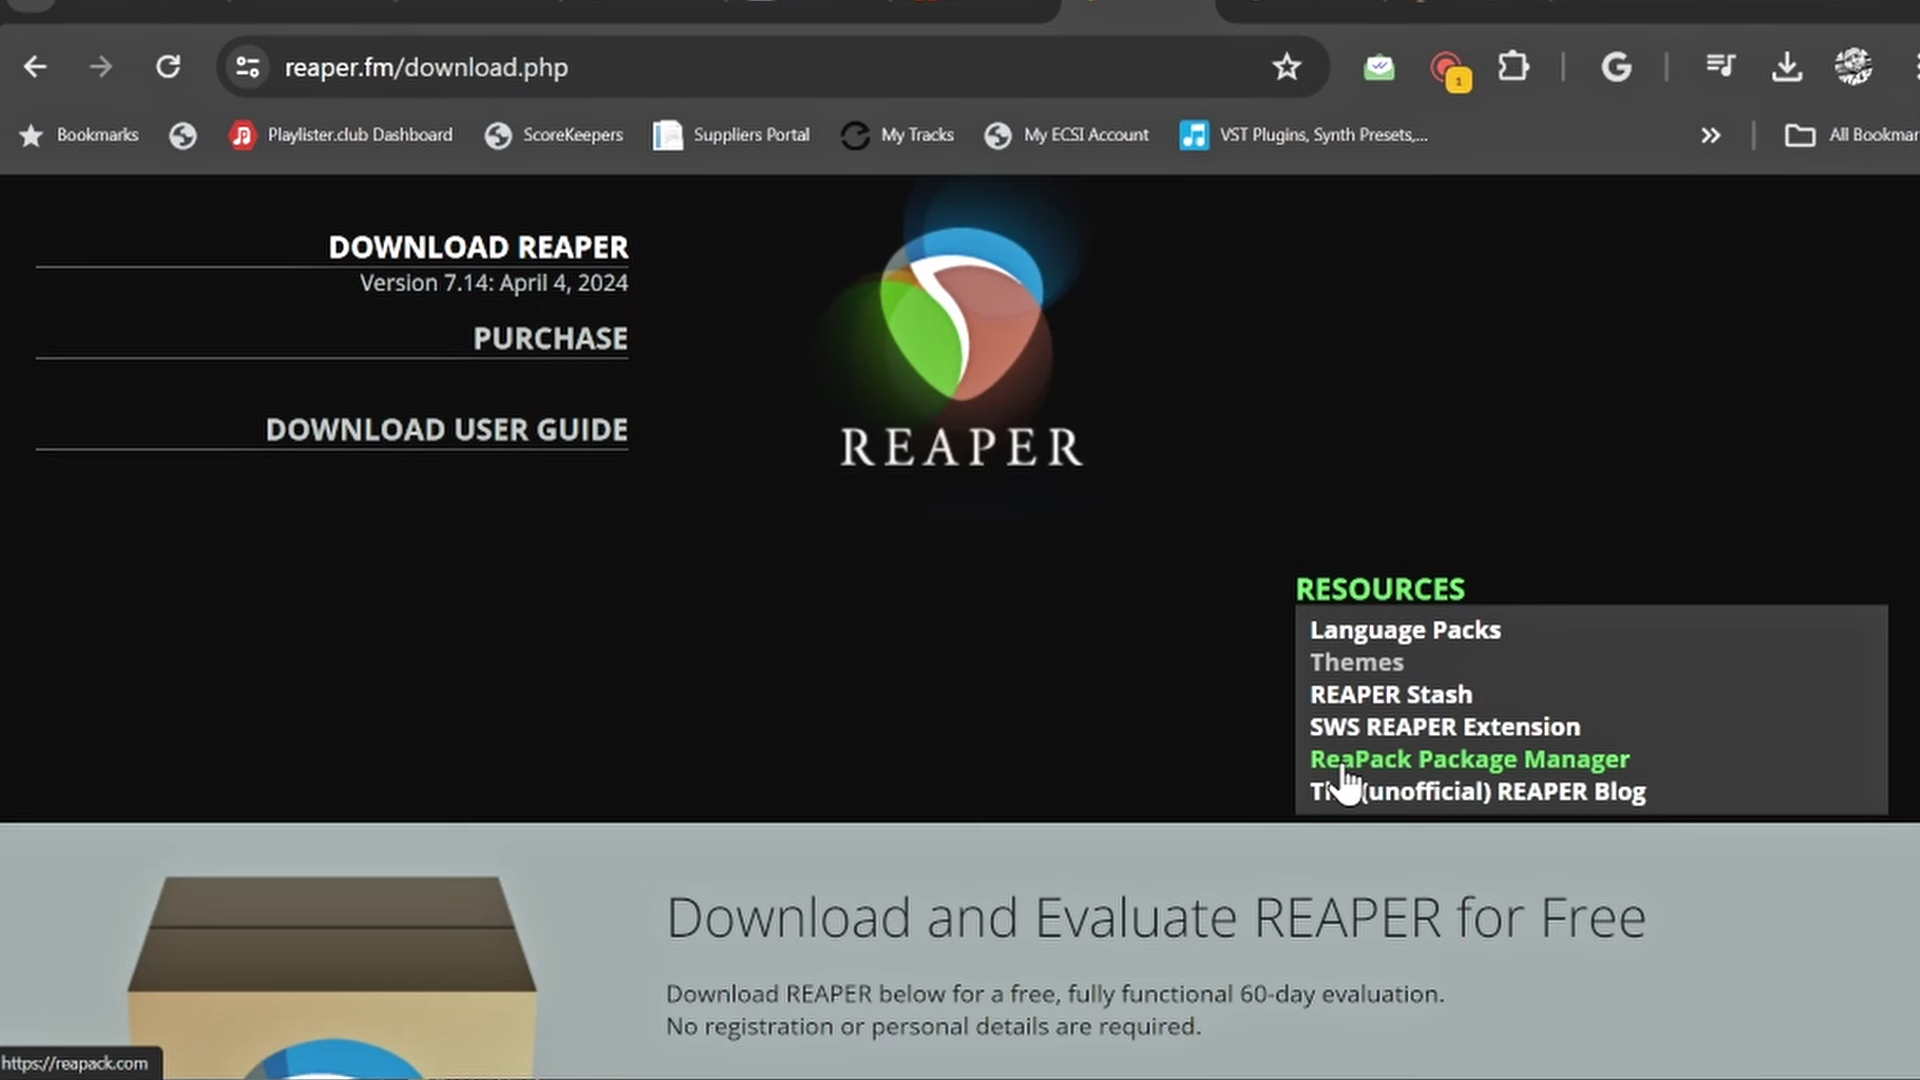 reaper.fm/download.php
1
Bookmarks
Playlister.club Dashboard
ScoreKeepers
Suppliers Portal
My Tracks
My ECSI Account
VST Plugins, Synth Presets,...
All Bookmar
DOWNLOAD REAPER
Version 7.14: April 4, 2024
PURCHASE
DOWNLOAD USER GUIDE
REAPER
RESOURCES
Language Packs
Themes
REAPER Stash
SWS REAPER Extension
ReaPack Package Manager
(unofficial) REAPER Blog
Download and Evaluate REAPER for Free
Download REAPER below for a free, fully functional 60-day evaluation.
No registration or personal details are required.
https://reapack.com